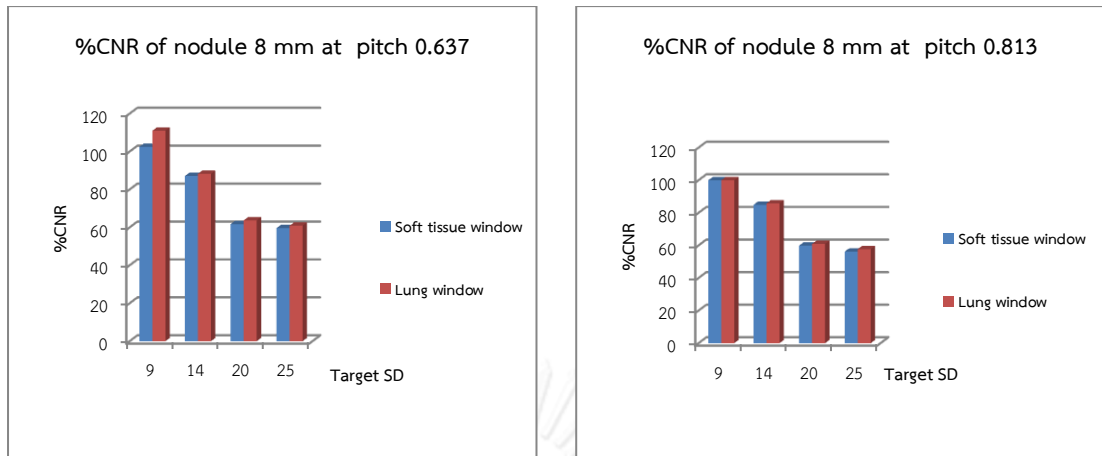 %CNR of nodule 8 mm at pitch 0.637
120
100
80
60
40
20
0
%CNR
9 14 20 25
Target SD
Soft tissue window
Lung window
%CNR of nodule 8 mm at pitch 0.813
120
100
80
60
40
20
0
%CNR
9 14 20 25
Target SD
Soft tissue window
Lung window